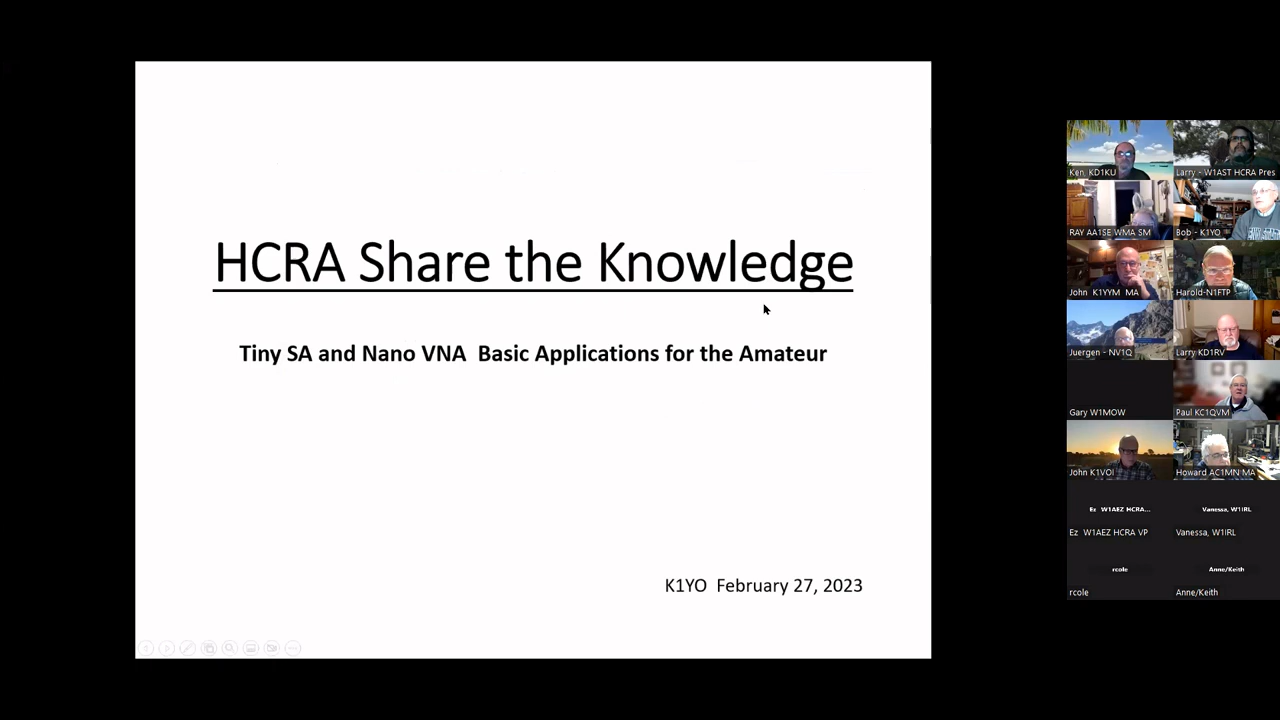 HCRA Share the Knowledge
Tiny SA and Nano VNA Basic Applications for the Amateur
K1YO February 27, 2023
Ken, KD1KU
Larry - W1AST HCRA Pres
RAY AA1SE WMA SM
Bob - K1YO
John K1YYM MA
Harold-N1FTP
Juergen - NV1Q
Larry KD1RV
Gary W1MOW
Paul KC1QVM
John K1VOI
Howard AC1MN MA
Ez W1AEZ HCRA...
Vanessa, W1IRL
Ez W1AEZ HCRA VP
Vanessa, W1IRL
rcole
Anne/Keith
rcole
Anne/Keith